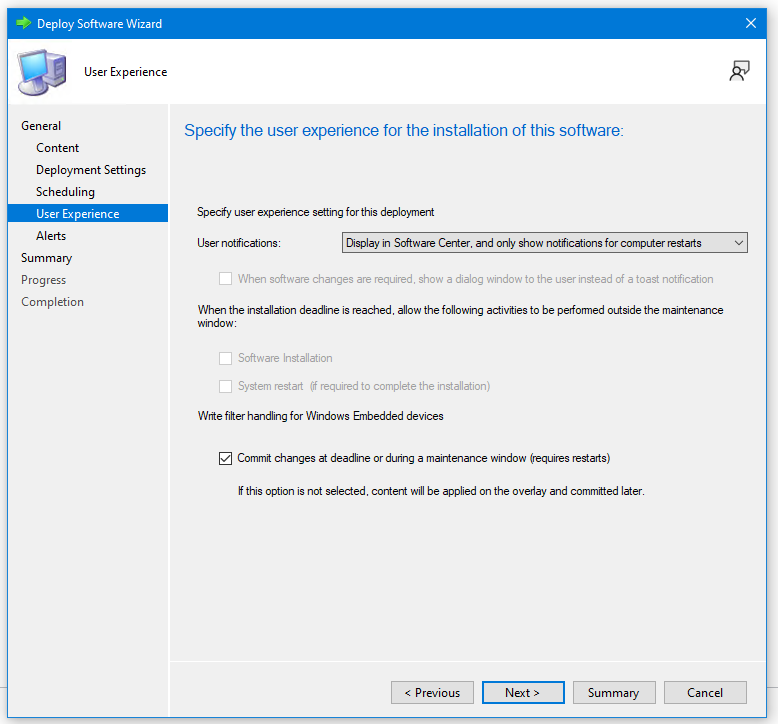 Deploy Software Wizard
User Experience
General
Content
Deployment Settings
Scheduling
User Experience
Alerts
Summary
Progress
Completion
Specify the user experience for the installation of this software:
Specify user experience setting for this deployment
User notifications:
Display in Software Center, and only show notifications for computer restarts
When software changes are required, show a dialog window to the user instead of a toast notification
When the installation deadline is reached, allow the following activities to be performed outside the maintenance
window:
Software Installation
System restart (if required to complete the installation)
Write filter handling for Windows Embedded devices
Commit changes at deadline or during a maintenance window (requires restarts)
If this option is not selected, content will be applied on the overlay and committed later.
< Previous
Next >
Summary
Cancel